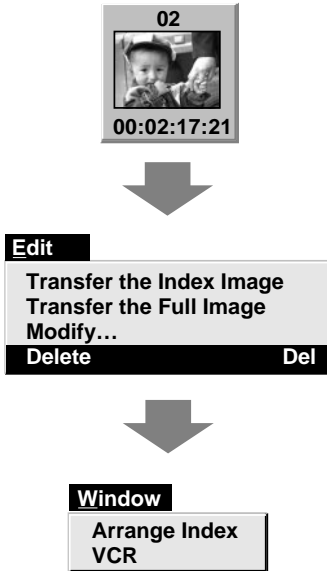 02
00:02:17:21
Edit
Transfer the Index Image
Transfer the Full Image
Modify…
Delete Del
Window
Arrange Index
VCR